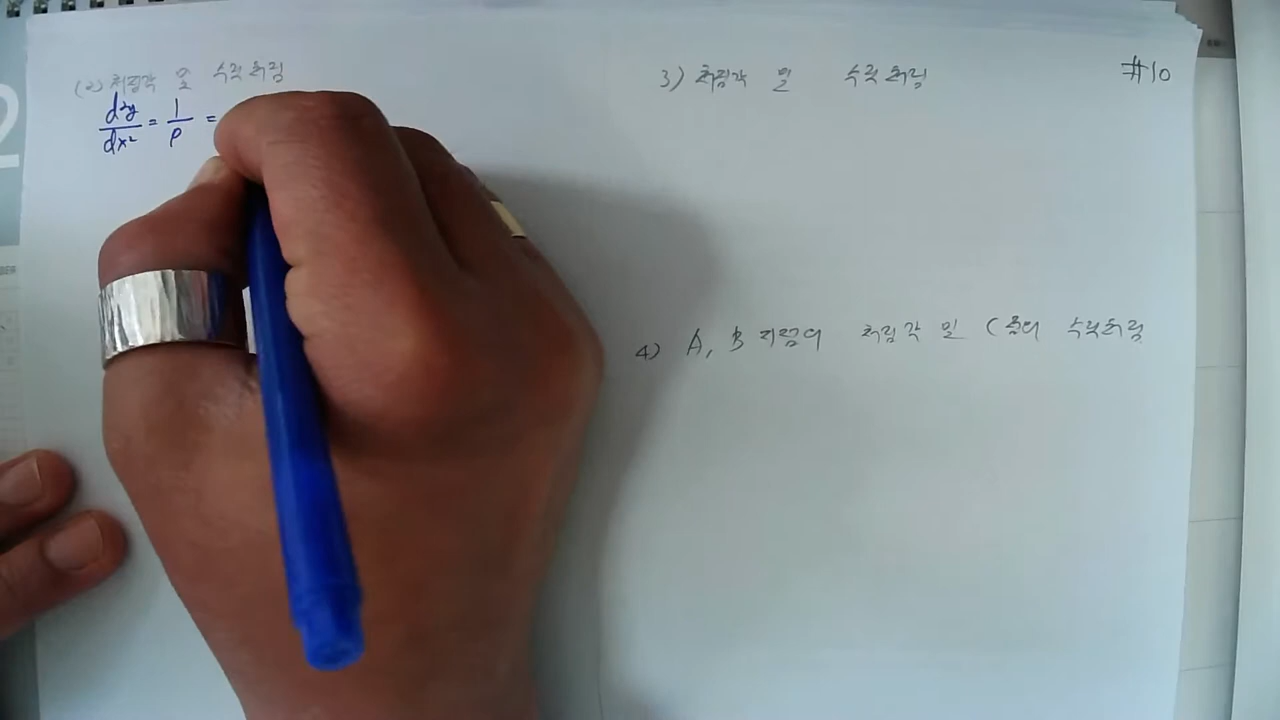 (2) 처짐각 및 수직처짐
d²y/dx² = 1/ρ =
3) 처짐각 및 수직처짐
#10
4) A, B 지점의 처짐각 및 C점의 수직처짐
2